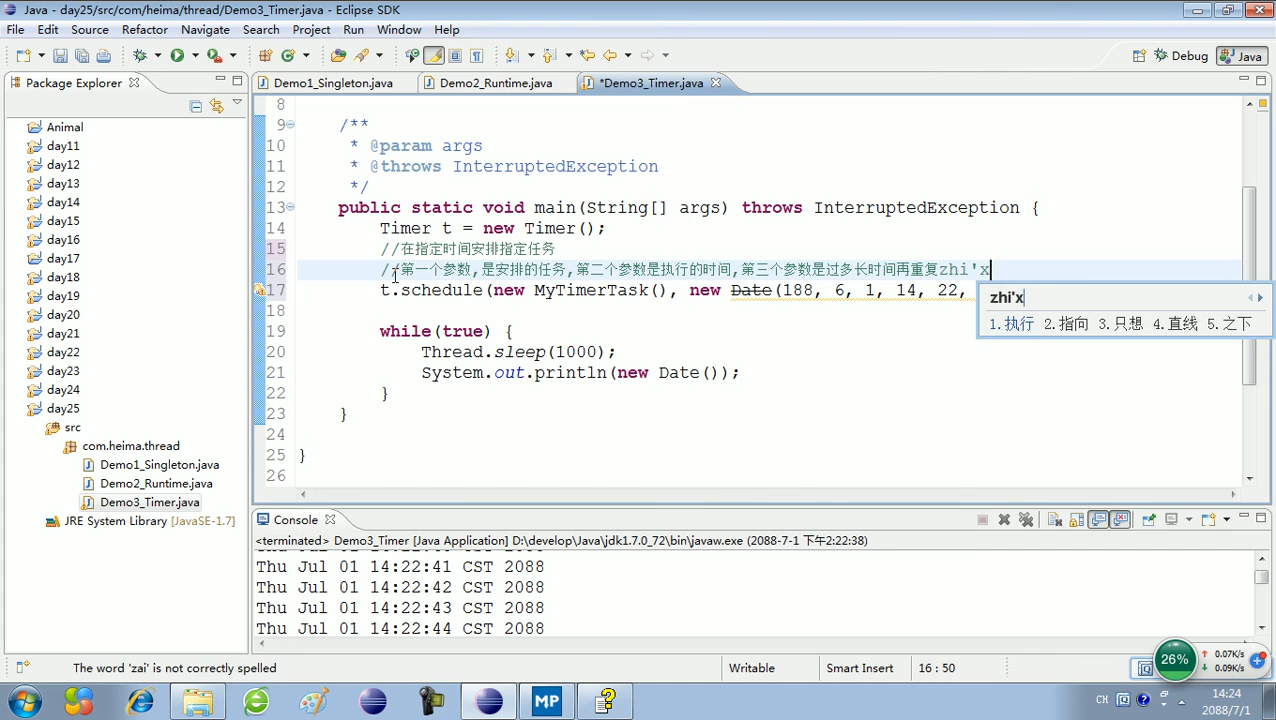 Java - day25/src/com/heima/thread/Demo3_Timer.java - Eclipse SDK
File Edit Source Refactor Navigate Search Project Run Window Help
Debug Java
Package Explorer
Demo1_Singleton.java Demo2_Runtime.java *Demo3_Timer.java
Animal
day11
day12
day13
day14
day15
day16
day17
day18
day19
day20
day21
day22
day23
day24
day25
src
com.heima.thread
Demo1_Singleton.java
Demo2_Runtime.java
Demo3_Timer.java
JRE System Library [JavaSE-1.7]
8
9 /**
10 * @param args
11 * @throws InterruptedException
12 */
13 public static void main(String[] args) throws InterruptedException {
14 Timer t = new Timer();
15 //在指定时间安排指定任务
16 //第一个参数,是安排的任务,第二个参数是执行的时间,第三个参数是过多长时间再重复zhi'x
17 t.schedule(new MyTimerTask(), new Date(188, 6, 1, 14, 22,
18
19 while(true) {
20 Thread.sleep(1000);
21 System.out.println(new Date());
22 }
23 }
24
25 }
26
zhi'x
1.执行 2.指向 3.只想 4.直线 5.之下
Console
<terminated> Demo3_Timer [Java Application] D:\develop\Java\jdk1.7.0_72\bin\javaw.exe (2088-7-1 下午2:22:38)
Thu Jul 01 14:22:41 CST 2088
Thu Jul 01 14:22:42 CST 2088
Thu Jul 01 14:22:43 CST 2088
Thu Jul 01 14:22:44 CST 2088
The word 'zai' is not correctly spelled Writable Smart Insert 16 : 50
26% 0.07K/s
0.09K/s
MP CH 14:24
2088/7/1